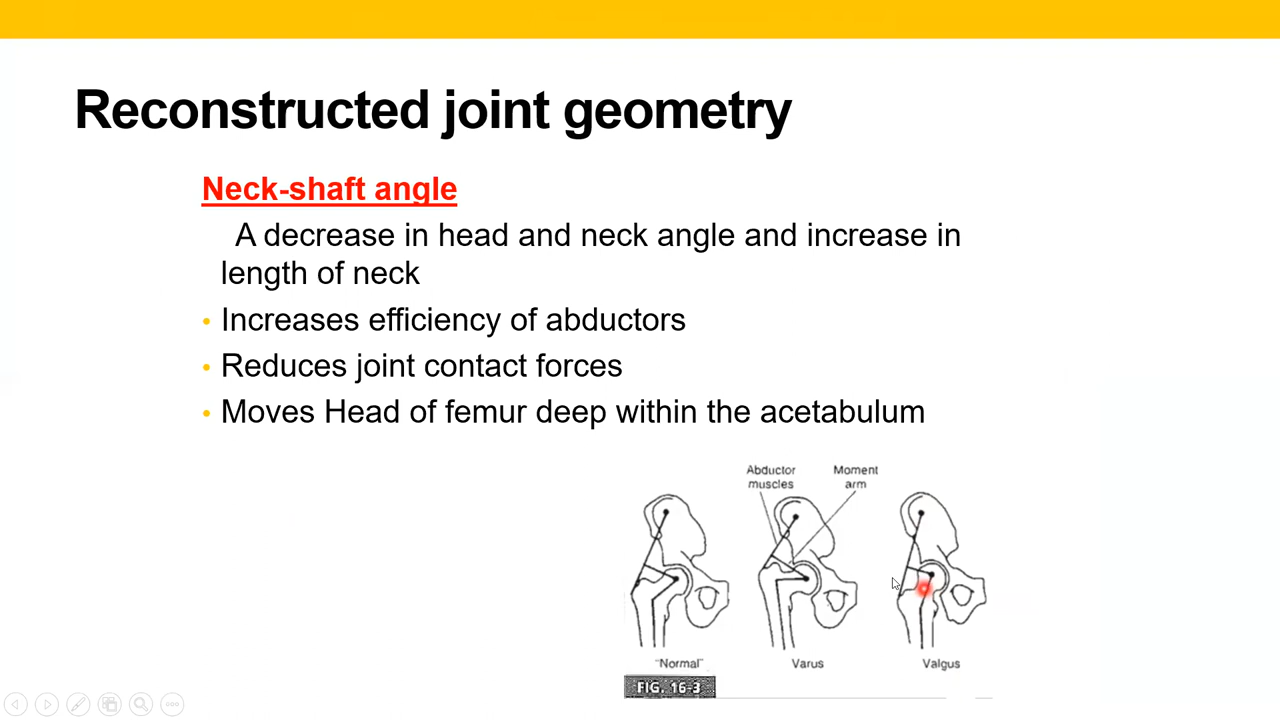 Reconstructed joint geometry
Neck-shaft angle
A decrease in head and neck angle and increase in
length of neck
• Increases efficiency of abductors
• Reduces joint contact forces
• Moves Head of femur deep within the acetabulum
Abductor
muscles
Moment
arm
"Normal"
Varus
Valgus
FIG. 16-3